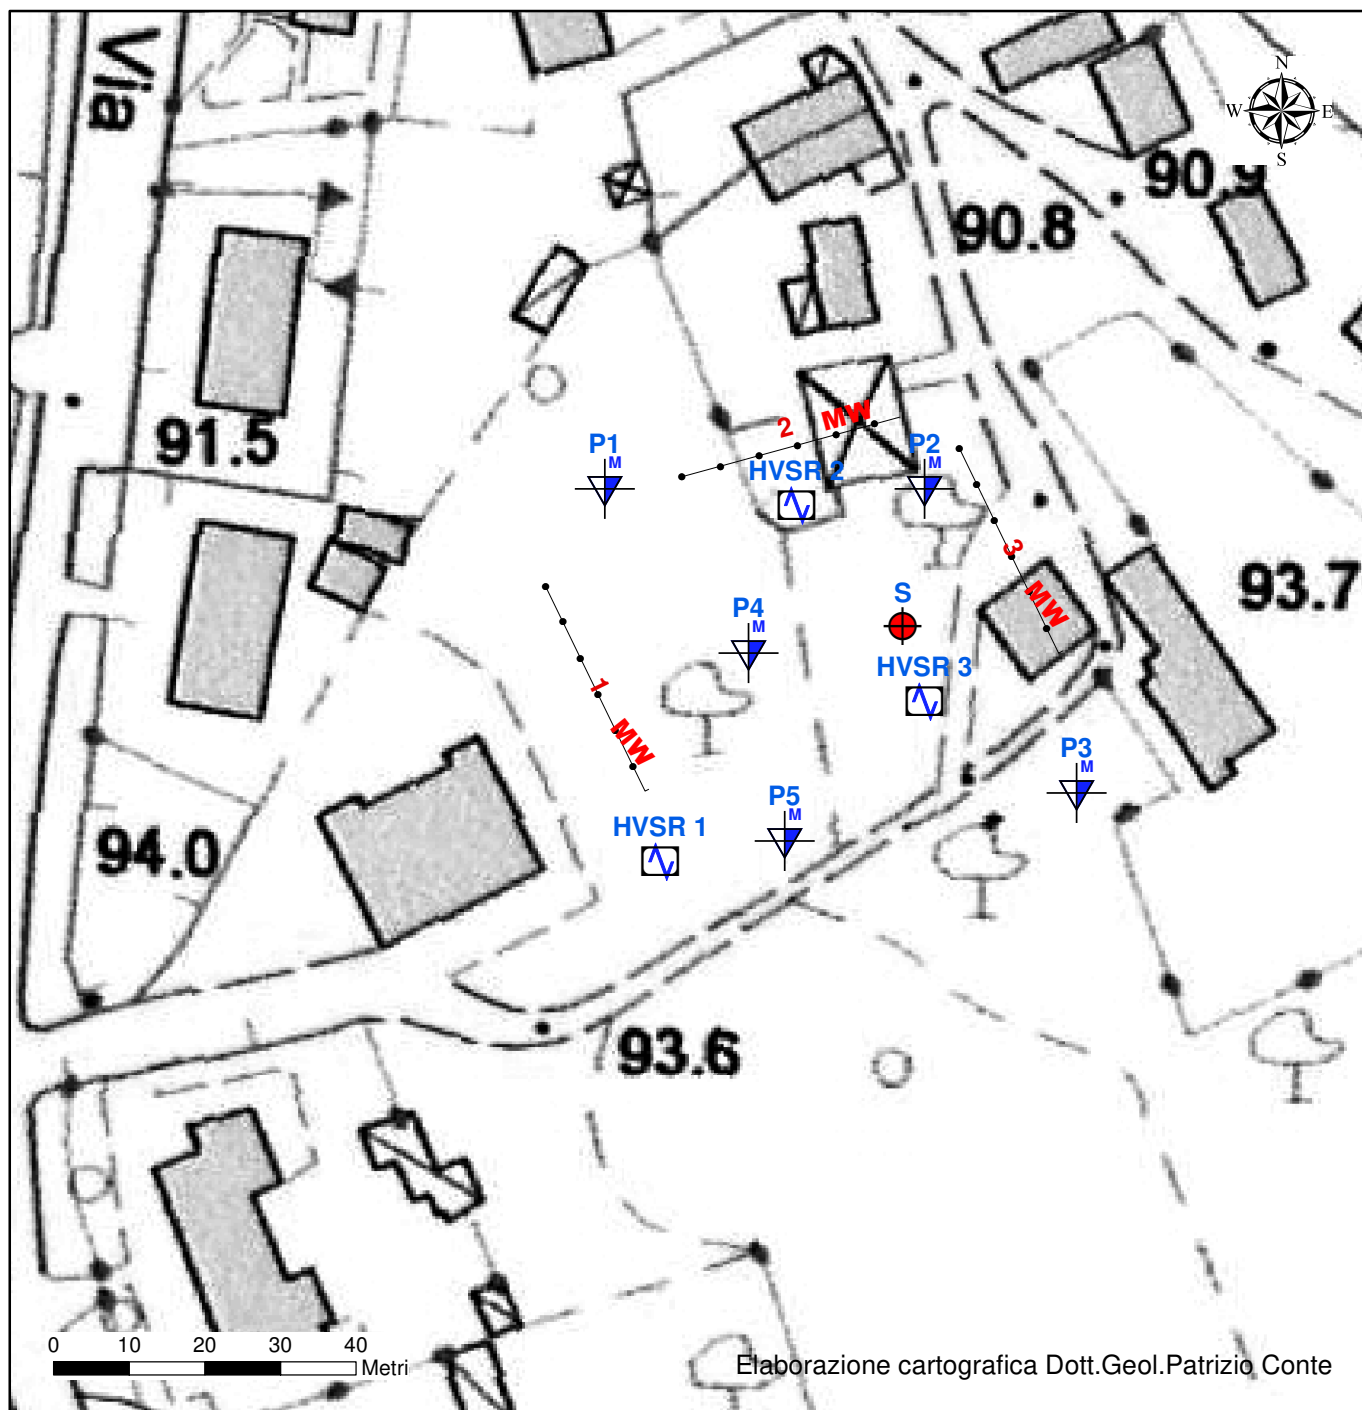 Via
N
W E
S
90.9
90.8
91.5
2 MW
P1
M
HVSR 2
P2
M
3 MW
93.7
P4
M
S
HVSR 3
1 MW
P3
M
P5
M
HVSR 1
94.0
93.6
0 10 20 30 40
Metri
Elaborazione cartografica Dott.Geol.Patrizio Conte